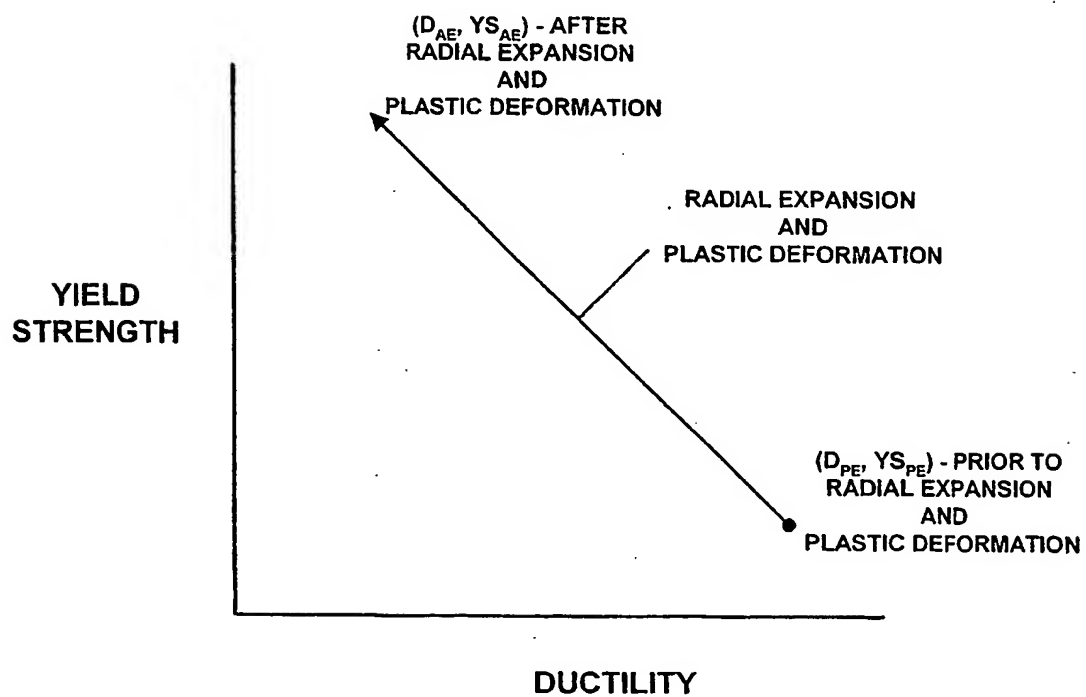 (D_AE, YS_AE) - AFTER
RADIAL EXPANSION
AND
PLASTIC DEFORMATION
RADIAL EXPANSION
AND
PLASTIC DEFORMATION
YIELD
STRENGTH
(D_PE, YS_PE) - PRIOR TO
RADIAL EXPANSION
AND
PLASTIC DEFORMATION
DUCTILITY